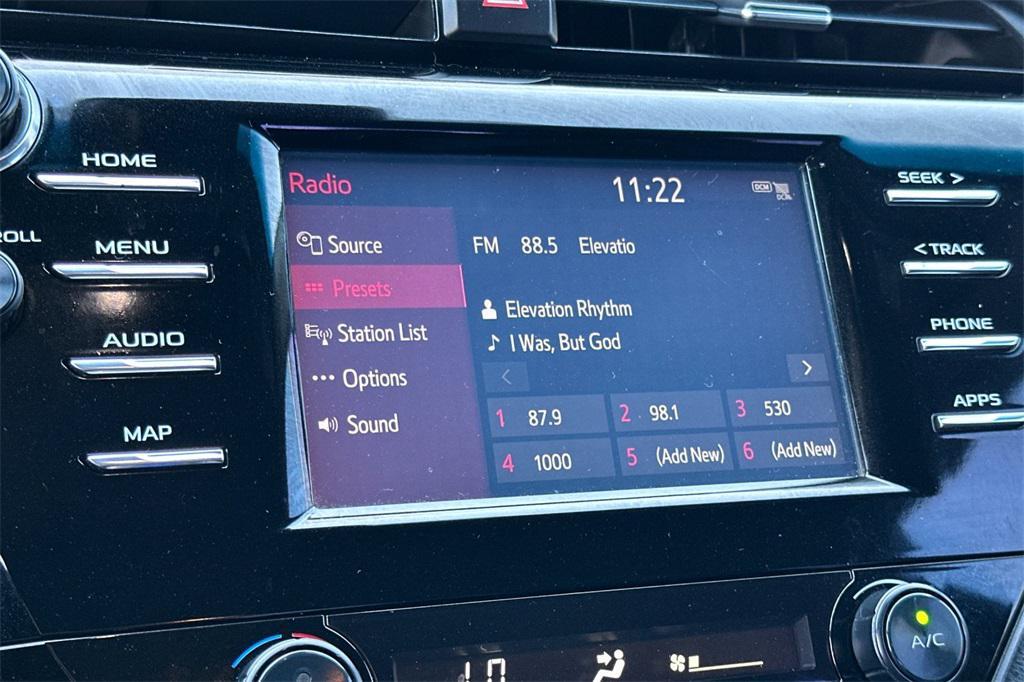 HOME
MENU
AUDIO
MAP
Radio
11:22
DCM
Source
Presets
Station List
Options
Sound
FM 88.5 Elevatio
Elevation Rhythm
I Was, But God
< >
1 87.9
2 98.1
3 530
4 1000
5 (Add New)
6 (Add New)
SEEK >
< TRACK
PHONE
APPS
A/C